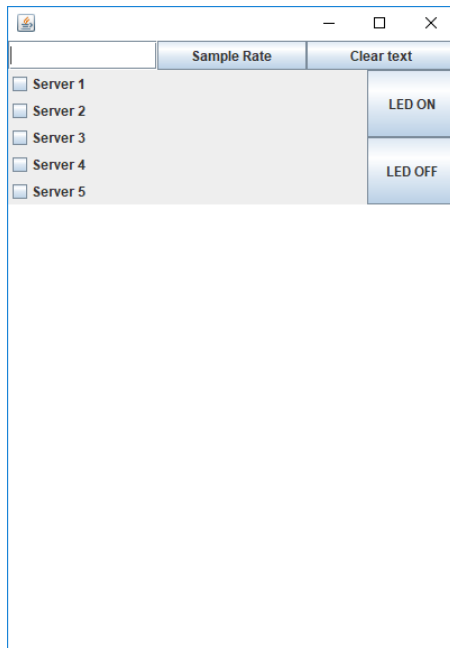 Sample Rate Clear text
Server 1
LED ON
Server 2
Server 3
Server 4
LED OFF
Server 5